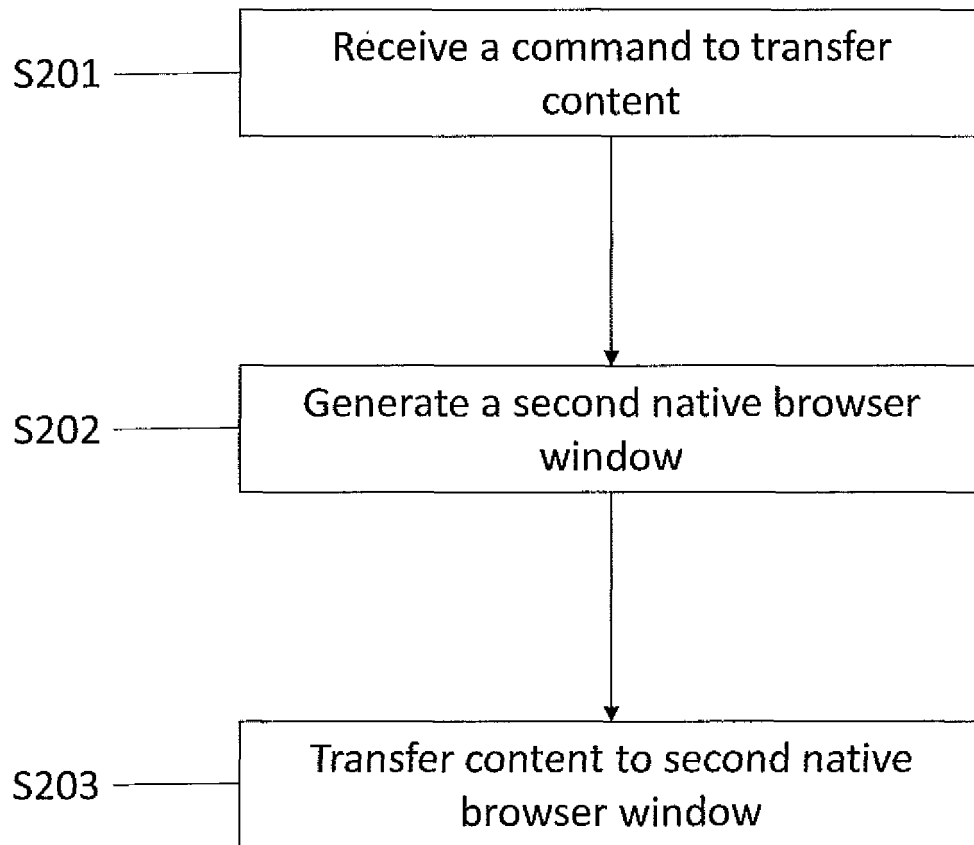 S201
Receive a command to transfer
content
S202
Generate a second native browser
window
S203
Transfer content to second native
browser window